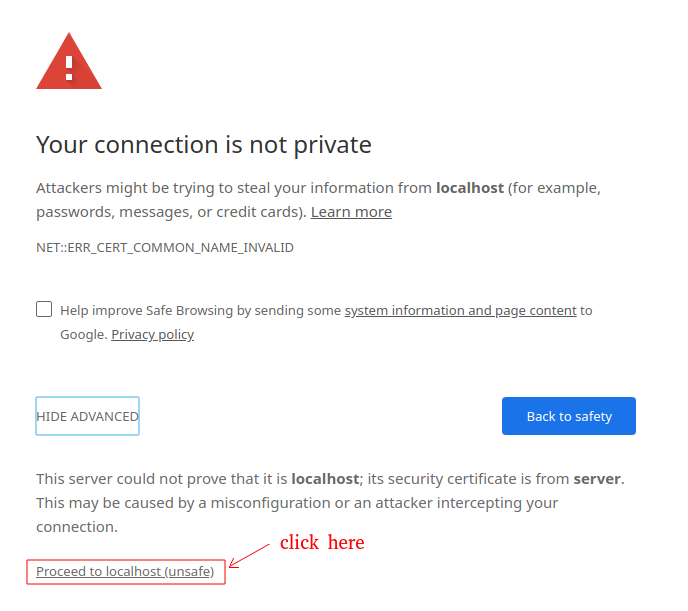 Your connection is not private
Attackers might be trying to steal your information from localhost (for example,
passwords, messages, or credit cards). Learn more
NET::ERR_CERT_COMMON_NAME_INVALID
Help improve Safe Browsing by sending some system information and page content to
Google. Privacy policy
HIDE ADVANCED
Back to safety
This server could not prove that it is localhost; its security certificate is from server.
This may be caused by a misconfiguration or an attacker intercepting your
connection.
click here
Proceed to localhost (unsafe)